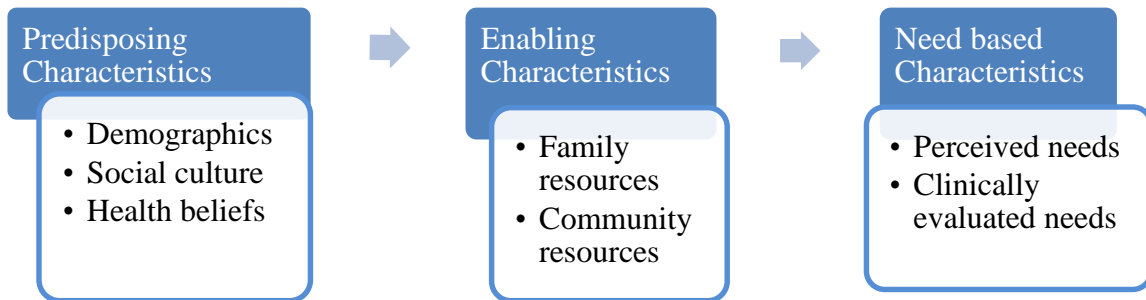 Predisposing
Characteristics
• Demographics
• Social culture
• Health beliefs
Enabling
Characteristics
• Family
resources
• Community
resources
Need based
Characteristics
• Perceived needs
• Clinically
evaluated needs